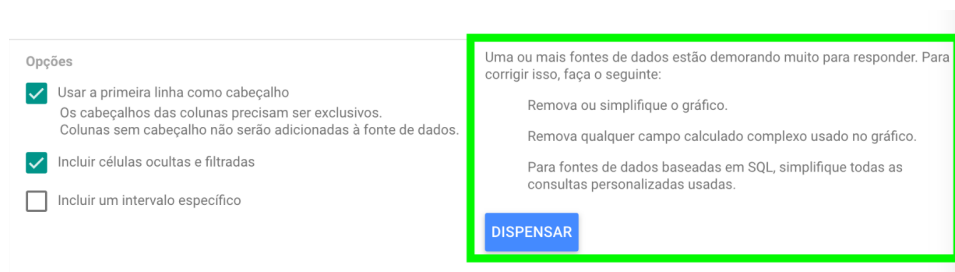 Opções
Usar a primeira linha como cabeçalho
Os cabeçalhos das colunas precisam ser exclusivos.
Colunas sem cabeçalho não serão adicionadas à fonte de dados.
Incluir células ocultas e filtradas
Incluir um intervalo específico
Uma ou mais fontes de dados estão demorando muito para responder. Para
corrigir isso, faça o seguinte:
Remova ou simplifique o gráfico.
Remova qualquer campo calculado complexo usado no gráfico.
Para fontes de dados baseadas em SQL, simplifique todas as
consultas personalizadas usadas.
DISPENSAR